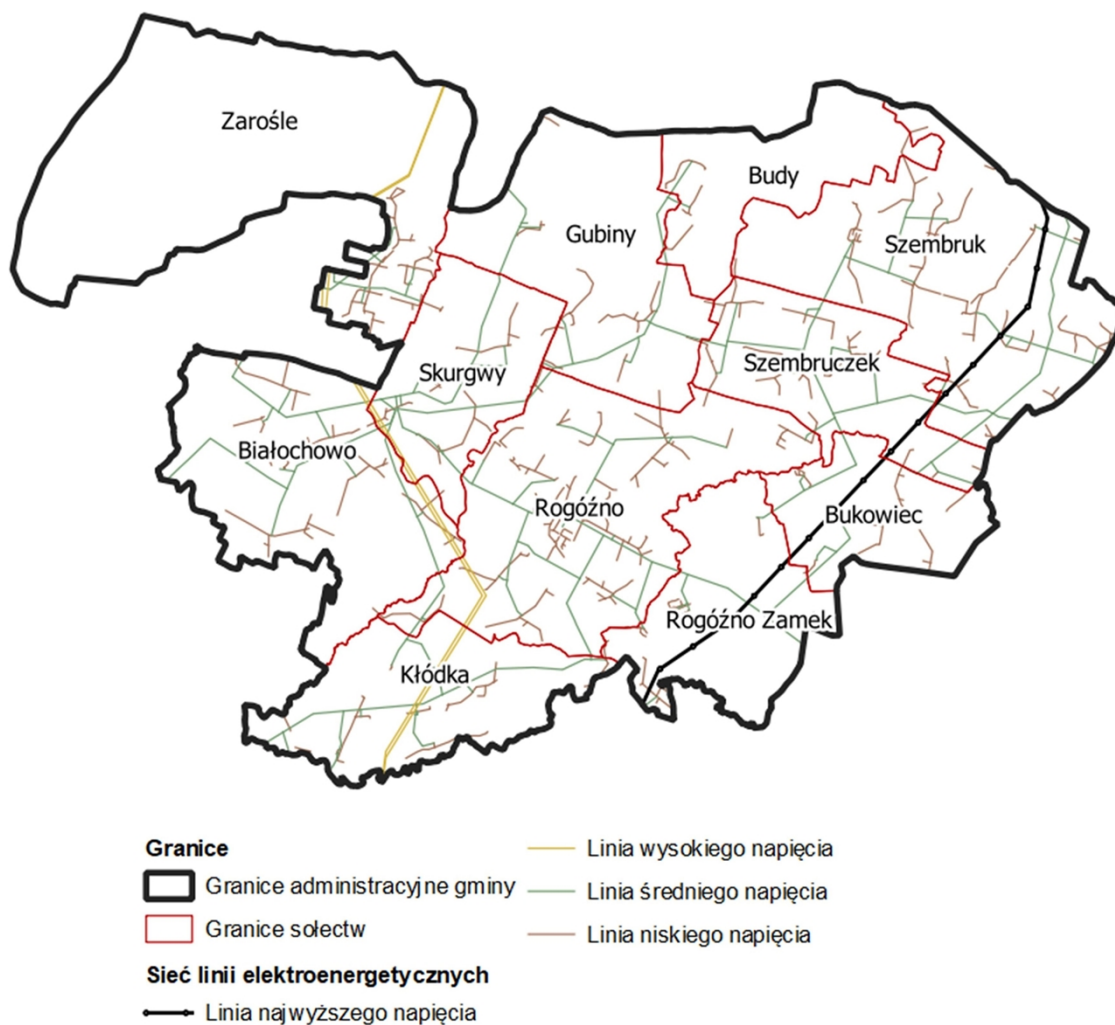 Zarośle
Budy
Gubiny
Szembruk
Szembruczek
Skurgwy
Białochowo
Rogóźno
Bukowiec
Rogóźno Zamek
Kłódka
Granice
Granice administracyjne gminy
Granice sołectw
Sieć linii elektroenergetycznych
Linia najwyższego napięcia
Linia wysokiego napięcia
Linia średniego napięcia
Linia niskiego napięcia